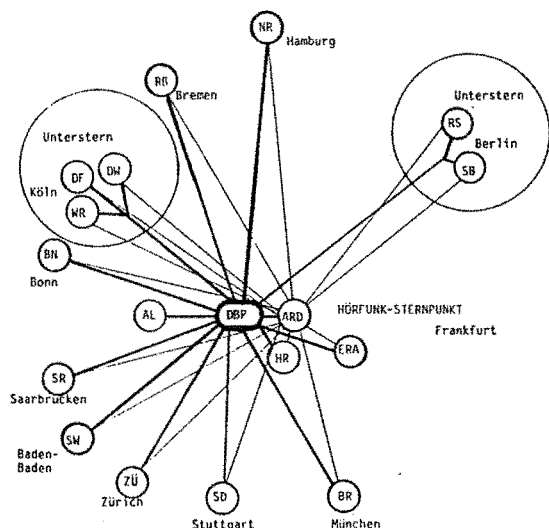 NR
Hamburg
RB
Bremen
Unterstern
RS
Berlin
SB
Unterstern
DF
DW
Köln
WR
BN
Bonn
AL
DBP
ARD
HÖRFUNK-STERNPUNKT
Frankfurt
HR
ERA
SR
Saarbrücken
SW
Baden-
Baden
ZÜ
Zürich
SD
Stuttgart
BR
München